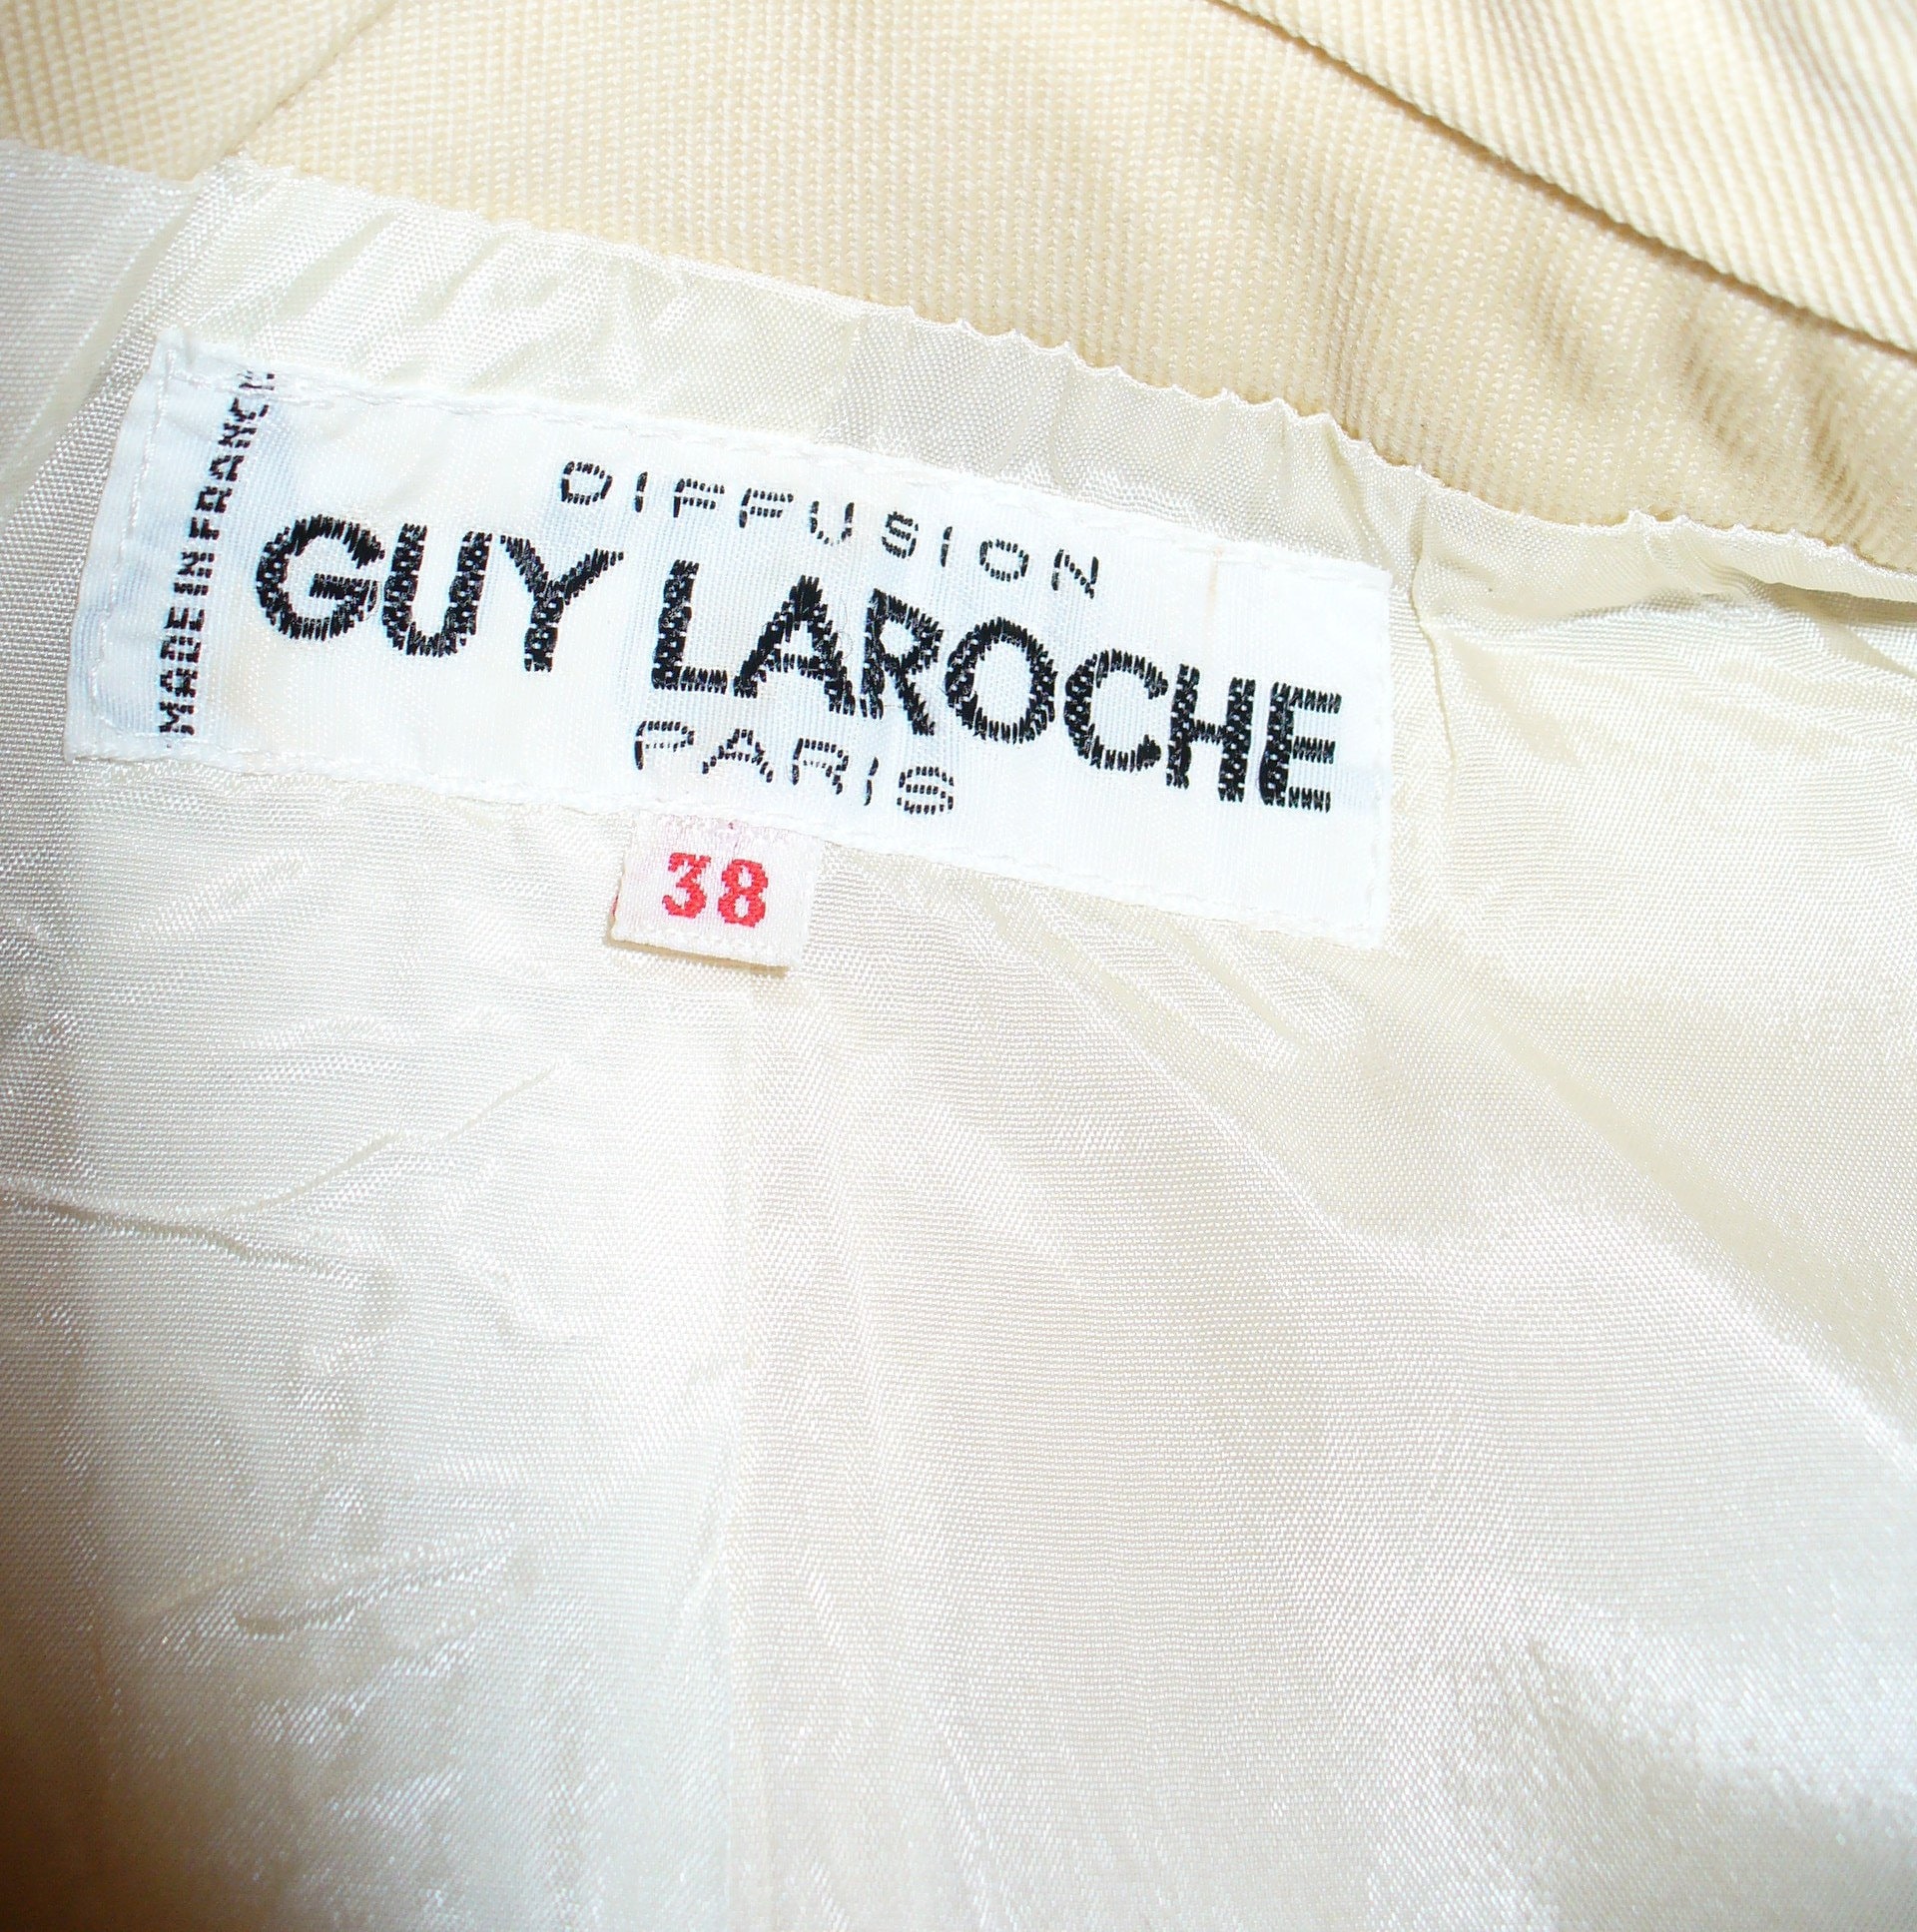 MADE IN FRANCE
DIFFUSION
GUY LAROCHE
PARIS
38